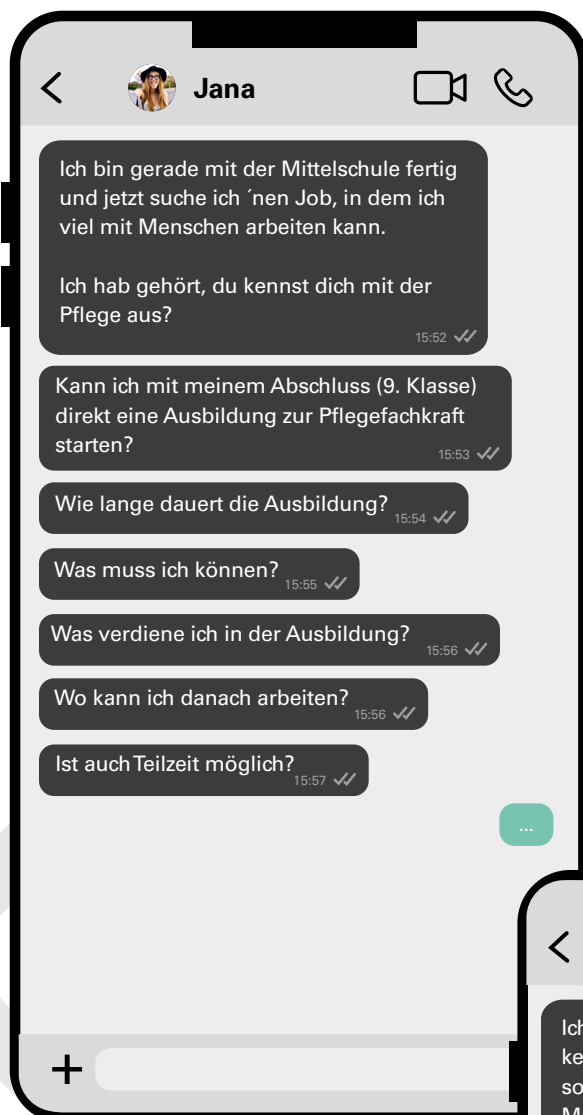 Jana
Ich bin gerade mit der Mittelschule fertig
und jetzt suche ich ´nen Job, in dem ich
viel mit Menschen arbeiten kann.
Ich hab gehört, du kennst dich mit der
Pflege aus?
15:52
Kann ich mit meinem Abschluss (9. Klasse)
direkt eine Ausbildung zur Pflegefachkraft
starten?
15:53
Wie lange dauert die Ausbildung?
15:54
Was muss ich können?
15:55
Was verdiene ich in der Ausbildung?
15:56
Wo kann ich danach arbeiten?
15:56
Ist auch Teilzeit möglich?
15:57
...